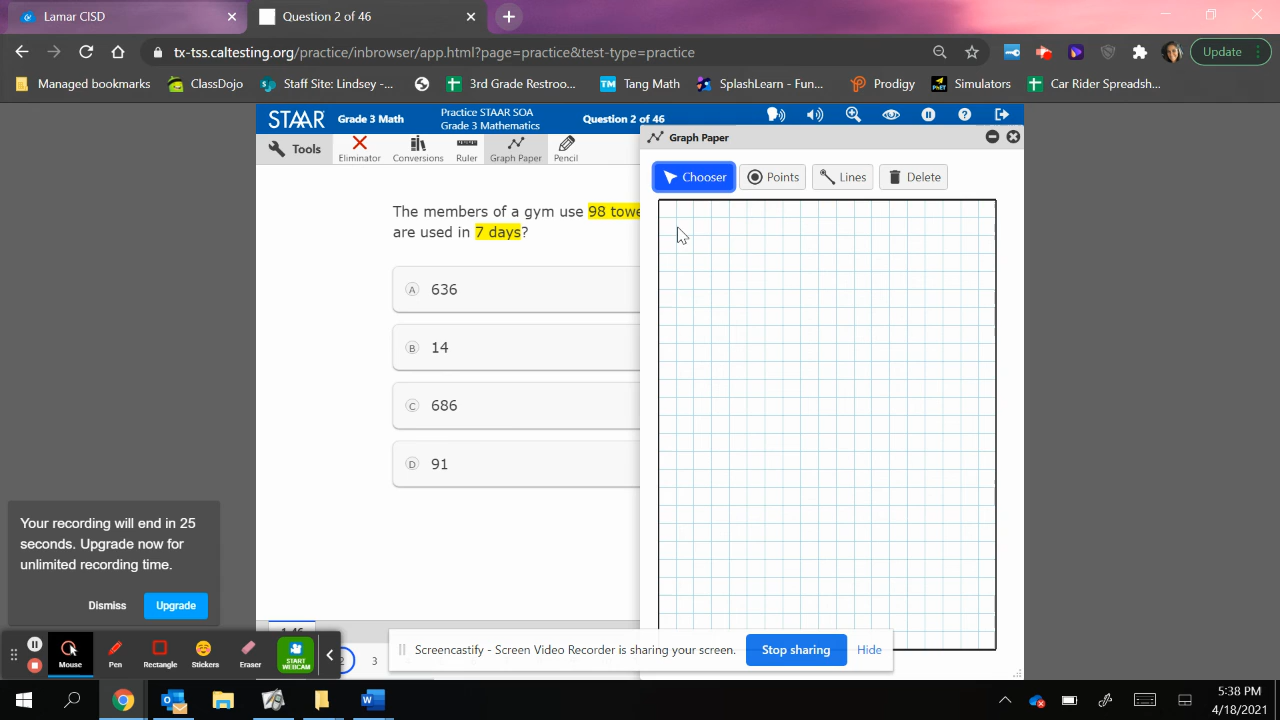 Lamar CISD
Question 2 of 46
tx-tss.caltesting.org/practice/inbrowser/app.html?page=practice&test-type=practice
Update
Managed bookmarks
ClassDojo
Staff Site: Lindsey -...
3rd Grade Restroo...
TM
Tang Math
SplashLearn - Fun...
Prodigy
PhET
Simulators
Car Rider Spreadsh...
STAAR
Grade 3 Math
Practice STAAR SOA
Grade 3 Mathematics
Question 2 of 46
Tools
Eliminator
Conversions
Ruler
Graph Paper
Pencil
Graph Paper
Chooser
Points
Lines
Delete
The members of a gym use 98 towe
are used in 7 days?
A 636
B 14
C 686
D 91
Your recording will end in 25
seconds. Upgrade now for
unlimited recording time.
Dismiss
Upgrade
Mouse
Pen
Rectangle
Stickers
Eraser
START
WEBCAM
2
3
Screencastify - Screen Video Recorder is sharing your screen.
Stop sharing
Hide
5:38 PM
4/18/2021